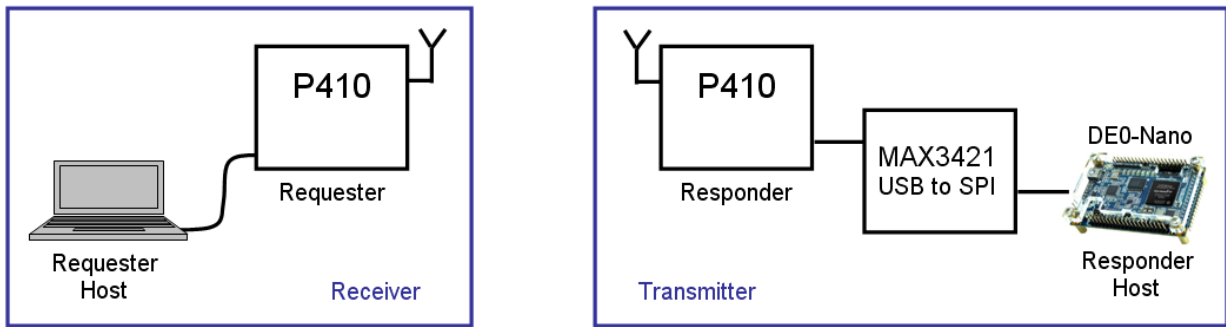 P410
Requester
Requester
Host
Receiver
P410
Responder
MAX3421
USB to SPI
DE0-Nano
Responder
Host
Transmitter